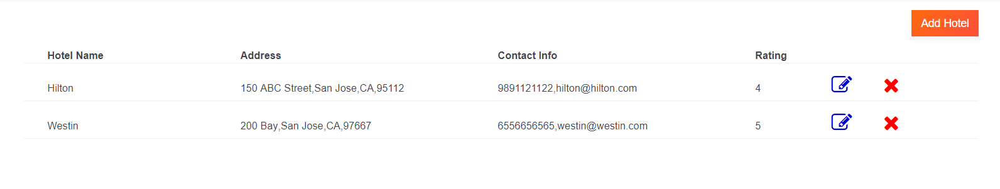 Add Hotel
Hotel Name Address Contact Info Rating
Hilton 150 ABC Street,San Jose,CA,95112 9891121122,hilton@hilton.com 4
Westin 200 Bay,San Jose,CA,97667 6556656565,westin@westin.com 5